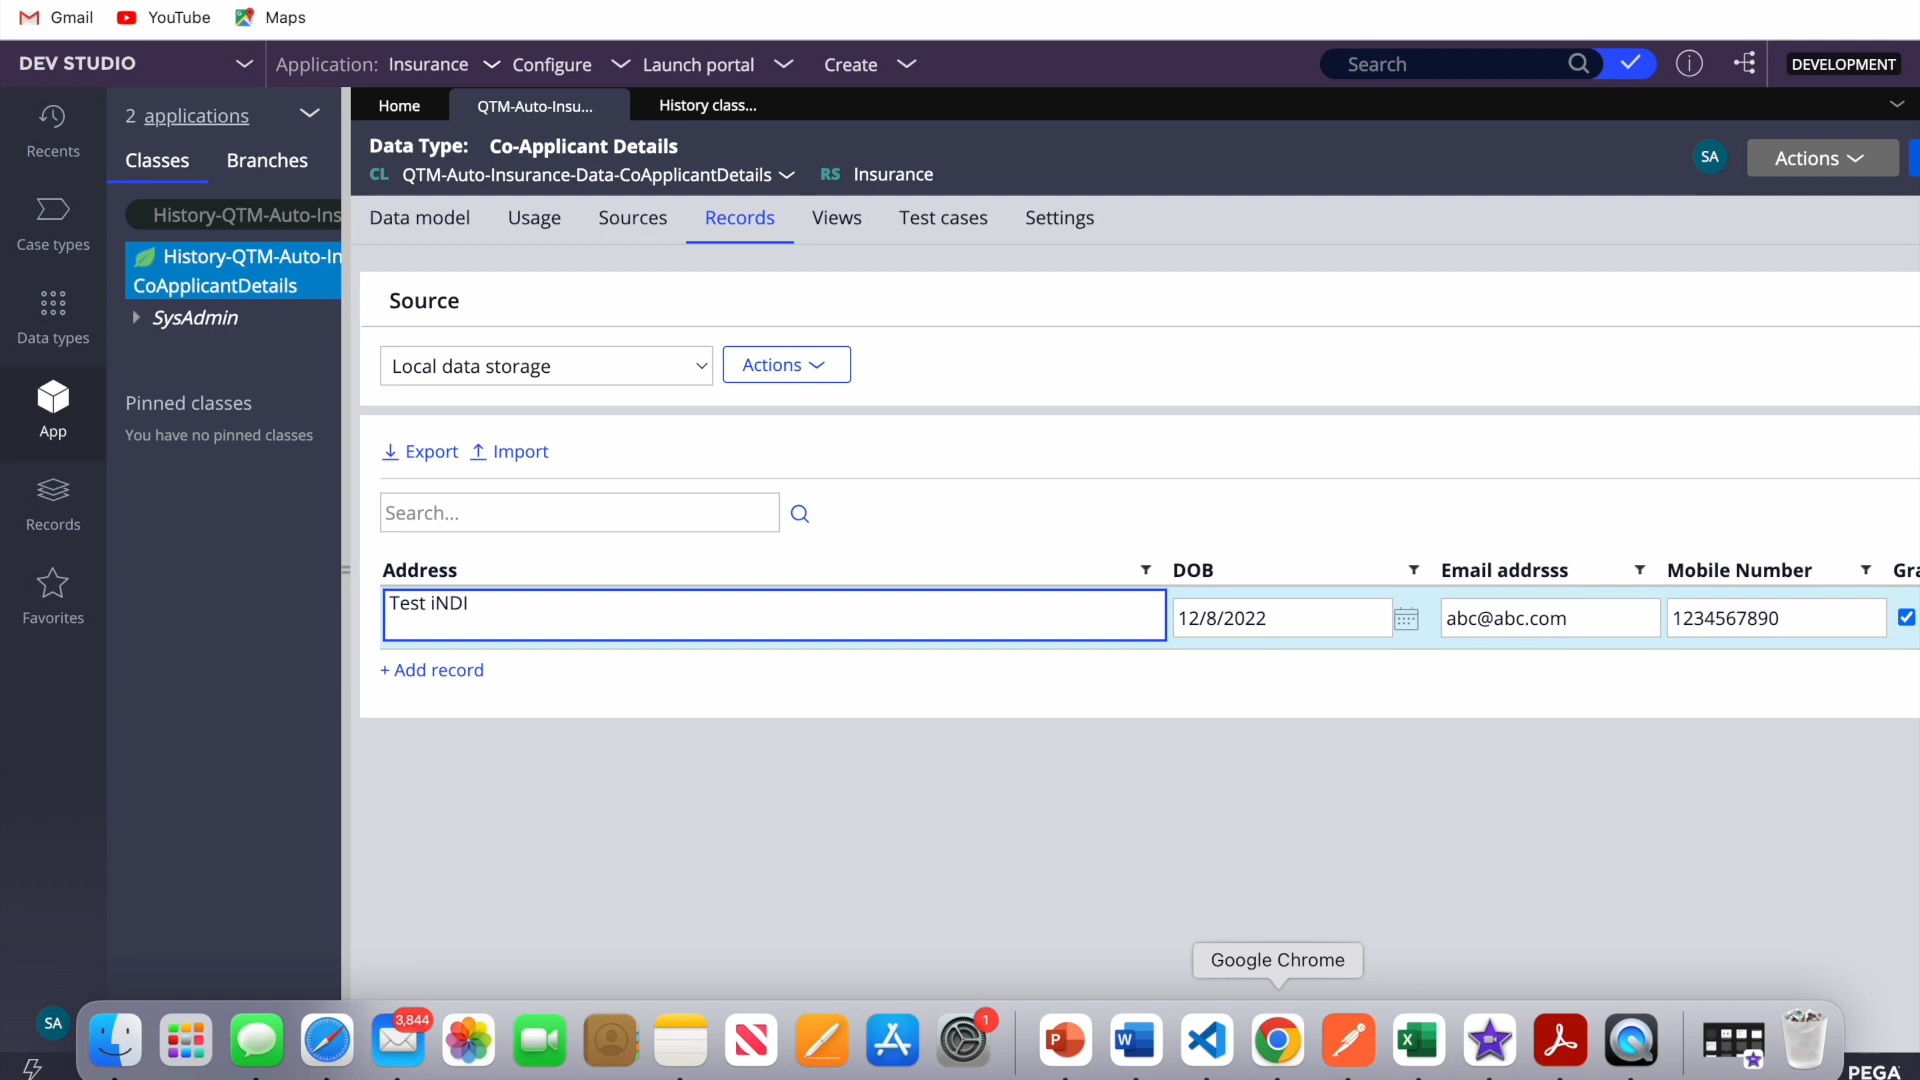 Gmail YouTube Maps
DEV STUDIO Application: Insurance Configure Launch portal Create Search DEVELOPMENT
Recents
Case types
Data types
App
Records
Favorites
SA
2 applications
Classes Branches
History-QTM-Auto-Ins
History-QTM-Auto-In
CoApplicantDetails
SysAdmin
Pinned classes
You have no pinned classes
Home QTM-Auto-Insu... History class...
Data Type: Co-Applicant Details
CL QTM-Auto-Insurance-Data-CoApplicantDetails RS Insurance
SA Actions
Data model Usage Sources Records Views Test cases Settings
Source
Local data storage Actions
Export Import
Search...
Address DOB Email addrsss Mobile Number Gra
Test iNDI 12/8/2022 abc@abc.com 1234567890
+ Add record
Google Chrome
3,844 1
PEGA